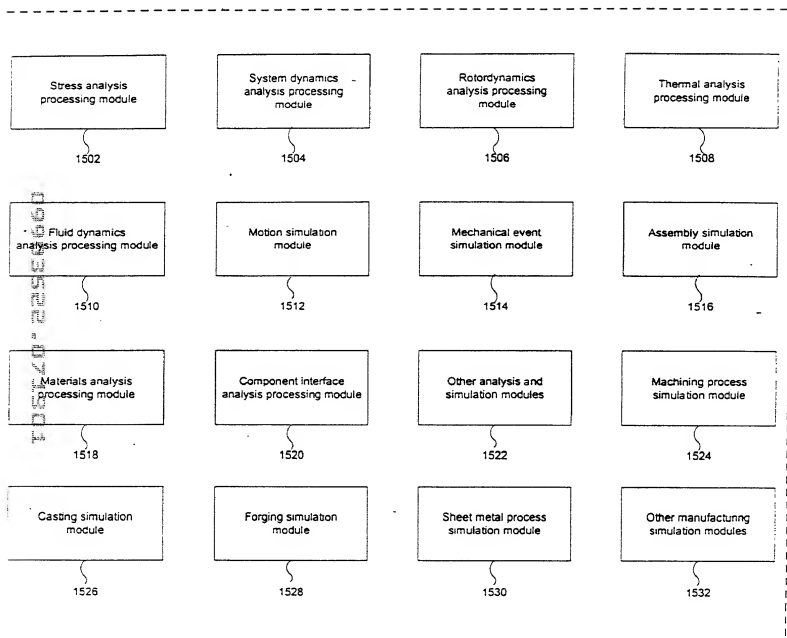 Stress analysis
processing module
1502
System dynamics
analysis processing
module
1504
Rotordynamics
analysis processing
module
1506
Thermal analysis
processing module
1508
Fluid dynamics
analysis processing module
1510
Motion simulation
module
1512
Mechanical event
simulation module
1514
Assembly simulation
module
1516
Materials analysis
processing module
1518
Component interface
analysis processing module
1520
Other analysis and
simulation modules
1522
Machining process
simulation module
1524
Casting simulation
module
1526
Forging simulation
module
1528
Sheet metal process
simulation module
1530
Other manufacturing
simulation modules
1532